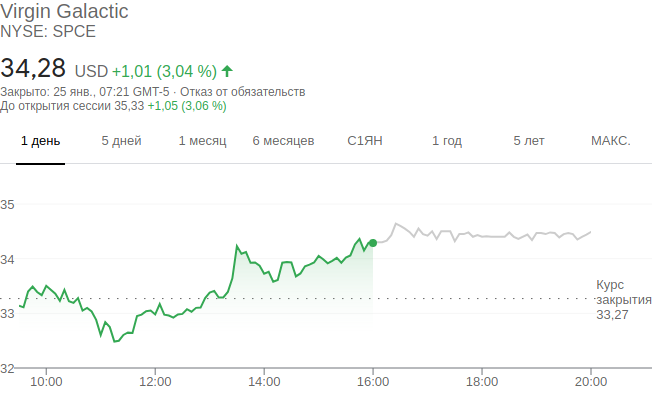 Virgin Galactic
NYSE: SPCE
34,28 USD +1,01 (3,04 %)
Закрыто: 25 янв., 07:21 GMT-5 · Отказ от обязательств
До открытия сессии 35,33 +1,05 (3,06 %)
1 день 5 дней 1 месяц 6 месяцев С1ЯН 1 год 5 лет МАКС.
35
34
Курс
закрытия
33,27
33
32
10:00 12:00 14:00 16:00 18:00 20:00